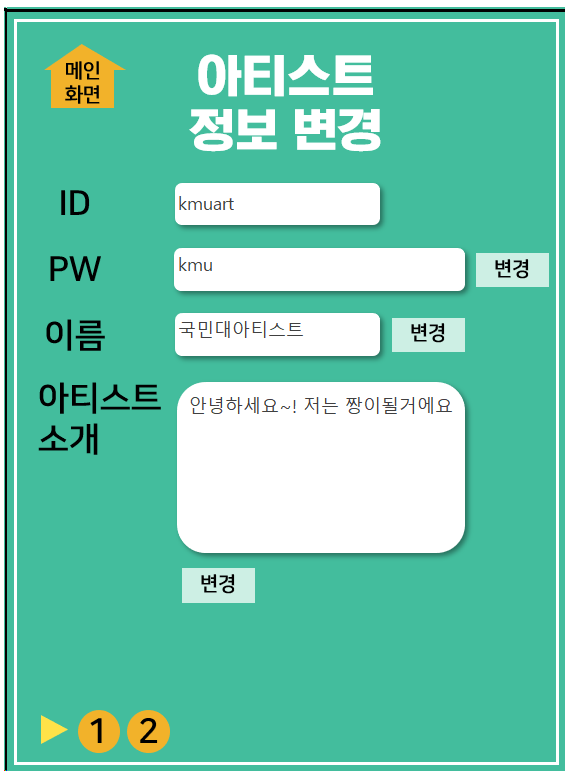 메인
화면
아티스트
정보 변경
ID
kmuart
PW
kmu
변경
이름
국민대아티스트
변경
아티스트
소개
안녕하세요~! 저는 짱이될거에요
변경
1 2